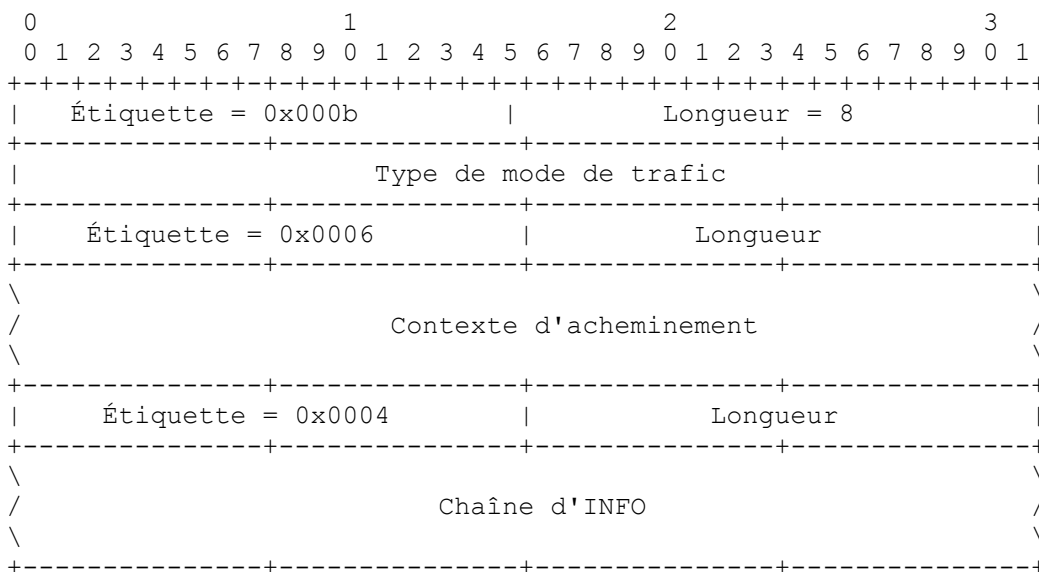 0                   1                   2                   3
0 1 2 3 4 5 6 7 8 9 0 1 2 3 4 5 6 7 8 9 0 1 2 3 4 5 6 7 8 9 0 1
+-+-+-+-+-+-+-+-+-+-+-+-+-+-+-+-+-+-+-+-+-+-+-+-+-+-+-+-+-+-+-+-+
|   Étiquette = 0x000b         |         Longueur = 8           |
+---------------+---------------+---------------+---------------+
|                      Type de mode de trafic                   |
+---------------+---------------+---------------+---------------+
|    Étiquette = 0x0006         |          Longueur             |
+---------------+---------------+---------------+---------------+
\                                                               \
/                       Contexte d'acheminement                 /
\                                                               \
+---------------+---------------+---------------+---------------+
|     Étiquette = 0x0004        |           Longueur            |
+---------------+---------------+---------------+---------------+
\                                                               \
/                          Chaîne d'INFO                        /
\                                                               \
+---------------+---------------+---------------+---------------+